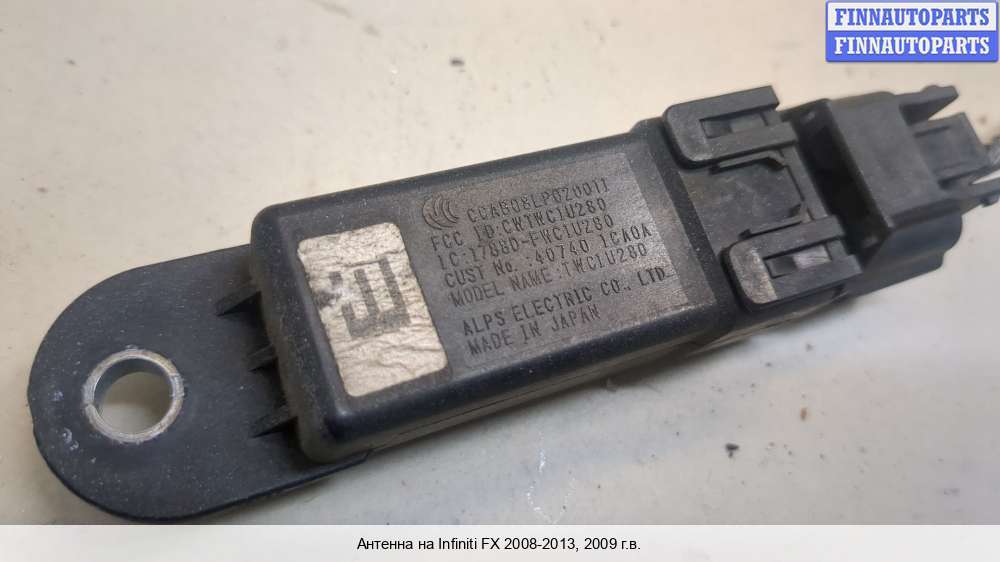 FINNAUTOPARTS
FINNAUTOPARTS
CCAB08LP0200T1
FCC ID:CWTWC1U280
IC:1788D-FWC1U280
CUST No. :40740 1CA0A
MODEL NAME:TWC1U280
ALPS ELECTRIC CO., LTD.
MADE IN JAPAN
Антенна на Infiniti FX 2008-2013, 2009 г.в.